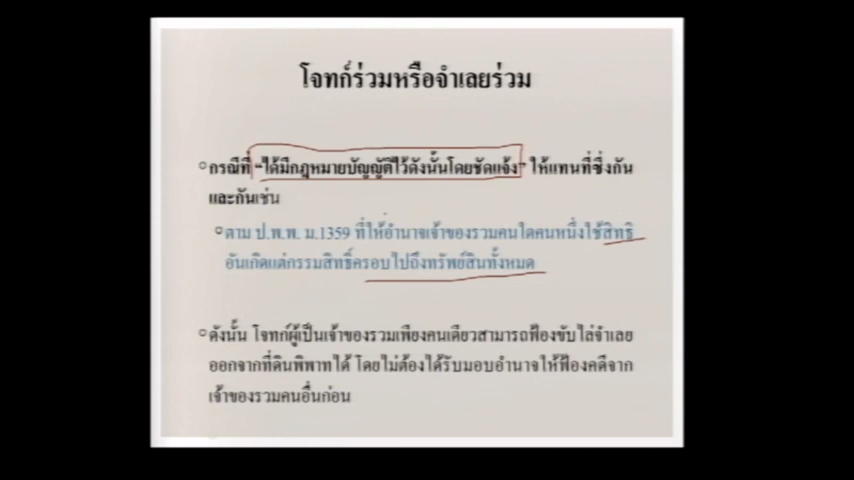 โจทก์ร่วมหรือจำเลยร่วม
กรณีที่ “ได้มีกฎหมายบัญญัติไว้ดังนั้นโดยชัดแจ้ง” ให้แทนที่ซึ่งกัน
และกันเช่น
ตาม ป.พ.พ. ม.1359 ที่ให้อำนาจเจ้าของรวมคนใดคนหนึ่งใช้สิทธิ
อันเกิดแต่กรรมสิทธิ์ครอบไปถึงทรัพย์สินทั้งหมด
ดังนั้น โจทก์ผู้เป็นเจ้าของรวมเพียงคนเดียวสามารถฟ้องขับไล่จำเลย
ออกจากที่ดินพิพาทได้ โดยไม่ต้องได้รับมอบอำนาจให้ฟ้องคดีจาก
เจ้าของรวมคนอื่นก่อน